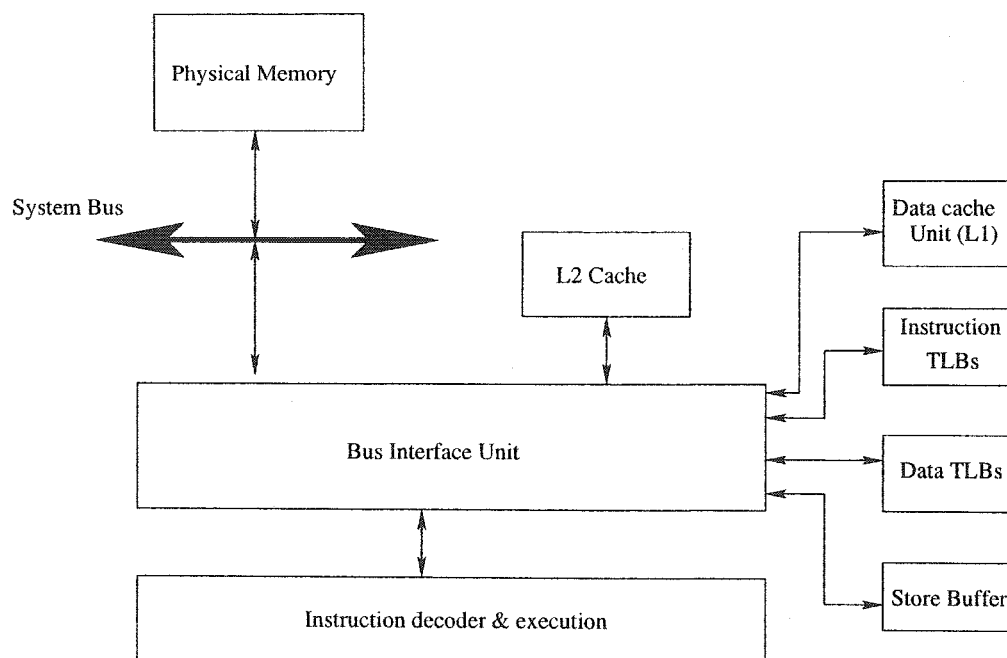 Physical Memory
System Bus
Data cache
Unit (L1)
L2 Cache
Instruction
TLBs
Bus Interface Unit
Data TLBs
Instruction decoder & execution
Store Buffer